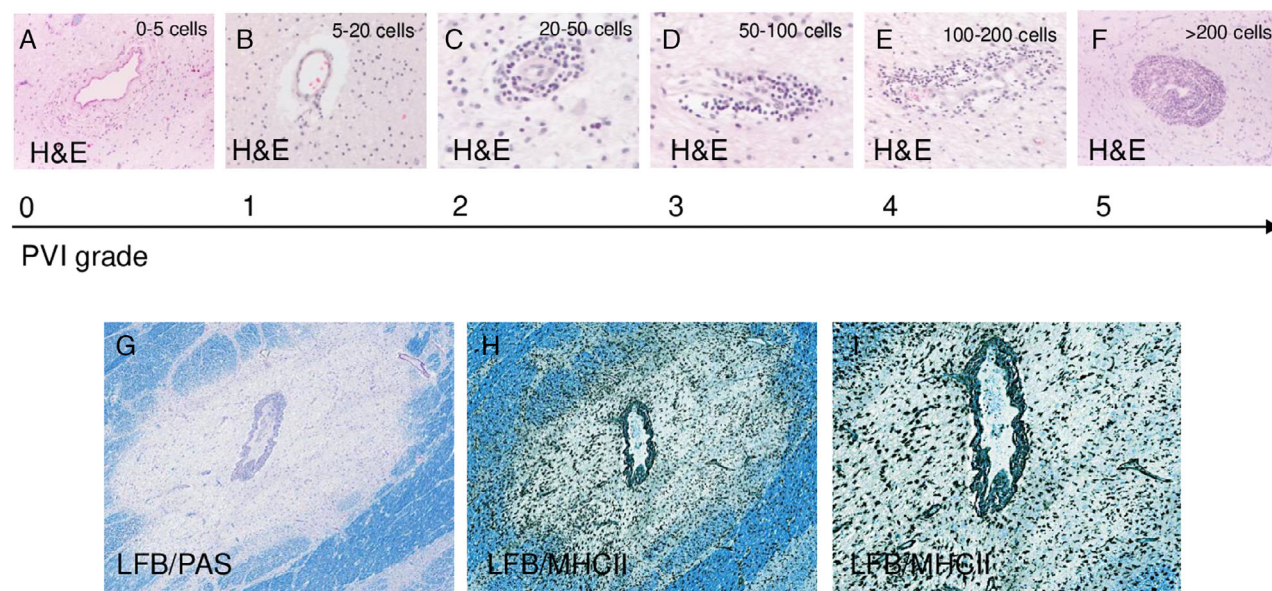 A 0-5 cells
H&E
B 5-20 cells
H&E
C 20-50 cells
H&E
D 50-100 cells
H&E
E 100-200 cells
H&E
F >200 cells
H&E
0 1 2 3 4 5
PVI grade
G
LFB/PAS
H
LFB/MHCII
I
LFB/MHCII